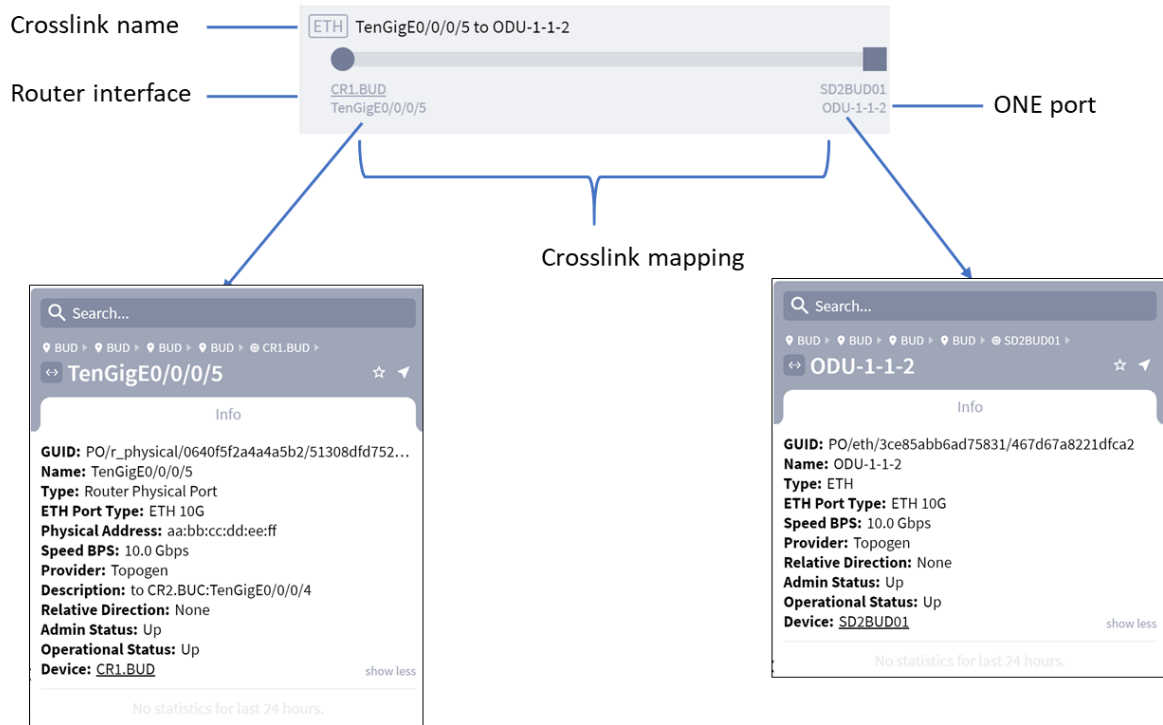 Crosslink name
ETH TenGigE0/0/0/5 to ODU-1-1-2
Router interface
CR1.BUD
TenGigE0/0/0/5
SD2BUD01
ODU-1-1-2
ONE port
Crosslink mapping
Search...
BUD BUD BUD BUD CR1.BUD
TenGigE0/0/0/5
Info
GUID: PO/r_physical/0640f5f2a4a4a5b2/51308dfd752...
Name: TenGigE0/0/0/5
Type: Router Physical Port
ETH Port Type: ETH 10G
Physical Address: aa:bb:cc:dd:ee:ff
Speed BPS: 10.0 Gbps
Provider: Topogen
Description: to CR2.BUC:TenGigE0/0/0/4
Relative Direction: None
Admin Status: Up
Operational Status: Up
Device: CR1.BUD
show less
No statistics for last 24 hours.
Search...
BUD BUD BUD BUD SD2BUD01
ODU-1-1-2
Info
GUID: PO/eth/3ce85abb6ad75831/467d67a8221dfca2
Name: ODU-1-1-2
Type: ETH
ETH Port Type: ETH 10G
Speed BPS: 10.0 Gbps
Provider: Topogen
Relative Direction: None
Admin Status: Up
Operational Status: Up
Device: SD2BUD01
show less
No statistics for last 24 hours.